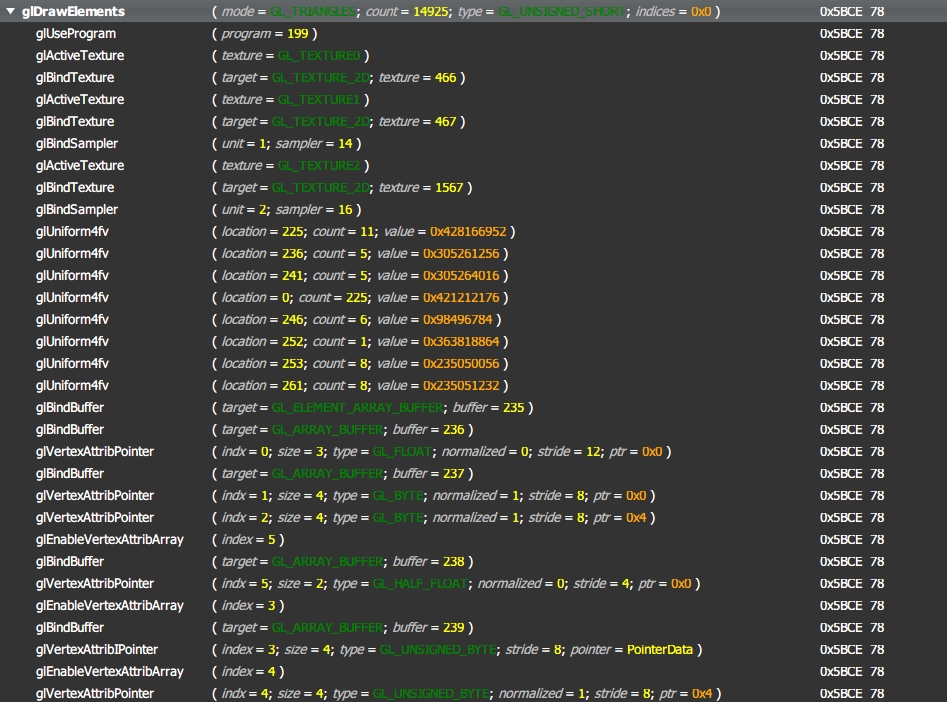 ▼ glDrawElements ( mode = GL_TRIANGLES; count = 14925; type = GL_UNSIGNED_SHORT; indices = 0x0 ) 0x5BCE 78
glUseProgram ( program = 199 ) 0x5BCE 78
glActiveTexture ( texture = GL_TEXTURE0 ) 0x5BCE 78
glBindTexture ( target = GL_TEXTURE_2D; texture = 466 ) 0x5BCE 78
glActiveTexture ( texture = GL_TEXTURE1 ) 0x5BCE 78
glBindTexture ( target = GL_TEXTURE_2D; texture = 467 ) 0x5BCE 78
glBindSampler ( unit = 1; sampler = 14 ) 0x5BCE 78
glActiveTexture ( texture = GL_TEXTURE2 ) 0x5BCE 78
glBindTexture ( target = GL_TEXTURE_2D; texture = 1567 ) 0x5BCE 78
glBindSampler ( unit = 2; sampler = 16 ) 0x5BCE 78
glUniform4fv ( location = 225; count = 11; value = 0x428166952 ) 0x5BCE 78
glUniform4fv ( location = 236; count = 5; value = 0x305261256 ) 0x5BCE 78
glUniform4fv ( location = 241; count = 5; value = 0x305264016 ) 0x5BCE 78
glUniform4fv ( location = 0; count = 225; value = 0x421212176 ) 0x5BCE 78
glUniform4fv ( location = 246; count = 6; value = 0x98496784 ) 0x5BCE 78
glUniform4fv ( location = 252; count = 1; value = 0x363818864 ) 0x5BCE 78
glUniform4fv ( location = 253; count = 8; value = 0x235050056 ) 0x5BCE 78
glUniform4fv ( location = 261; count = 8; value = 0x235051232 ) 0x5BCE 78
glBindBuffer ( target = GL_ELEMENT_ARRAY_BUFFER; buffer = 235 ) 0x5BCE 78
glBindBuffer ( target = GL_ARRAY_BUFFER; buffer = 236 ) 0x5BCE 78
glVertexAttribPointer ( indx = 0; size = 3; type = GL_FLOAT; normalized = 0; stride = 12; ptr = 0x0 ) 0x5BCE 78
glBindBuffer ( target = GL_ARRAY_BUFFER; buffer = 237 ) 0x5BCE 78
glVertexAttribPointer ( indx = 1; size = 4; type = GL_BYTE; normalized = 1; stride = 8; ptr = 0x0 ) 0x5BCE 78
glVertexAttribPointer ( indx = 2; size = 4; type = GL_BYTE; normalized = 1; stride = 8; ptr = 0x4 ) 0x5BCE 78
glEnableVertexAttribArray ( index = 5 ) 0x5BCE 78
glBindBuffer ( target = GL_ARRAY_BUFFER; buffer = 238 ) 0x5BCE 78
glVertexAttribPointer ( indx = 5; size = 2; type = GL_HALF_FLOAT; normalized = 0; stride = 4; ptr = 0x0 ) 0x5BCE 78
glEnableVertexAttribArray ( index = 3 ) 0x5BCE 78
glBindBuffer ( target = GL_ARRAY_BUFFER; buffer = 239 ) 0x5BCE 78
glVertexAttribIPointer ( index = 3; size = 4; type = GL_UNSIGNED_BYTE; stride = 8; pointer = PointerData ) 0x5BCE 78
glEnableVertexAttribArray ( index = 4 ) 0x5BCE 78
glVertexAttribPointer ( indx = 4; size = 4; type = GL_UNSIGNED_BYTE; normalized = 1; stride = 8; ptr = 0x4 ) 0x5BCE 78